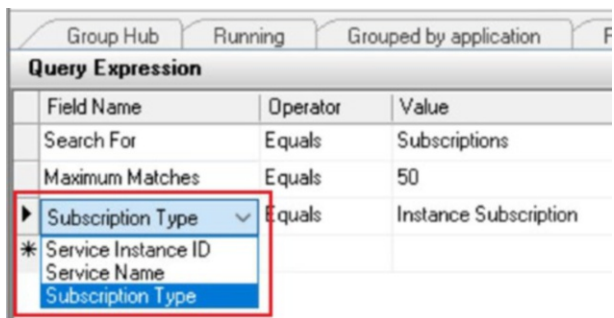 Group Hub Running Grouped by application
Query Expression
Field Name Operator Value
Search For Equals Subscriptions
Maximum Matches Equals 50
Subscription Type Equals Instance Subscription
Service Instance ID
Service Name
Subscription Type